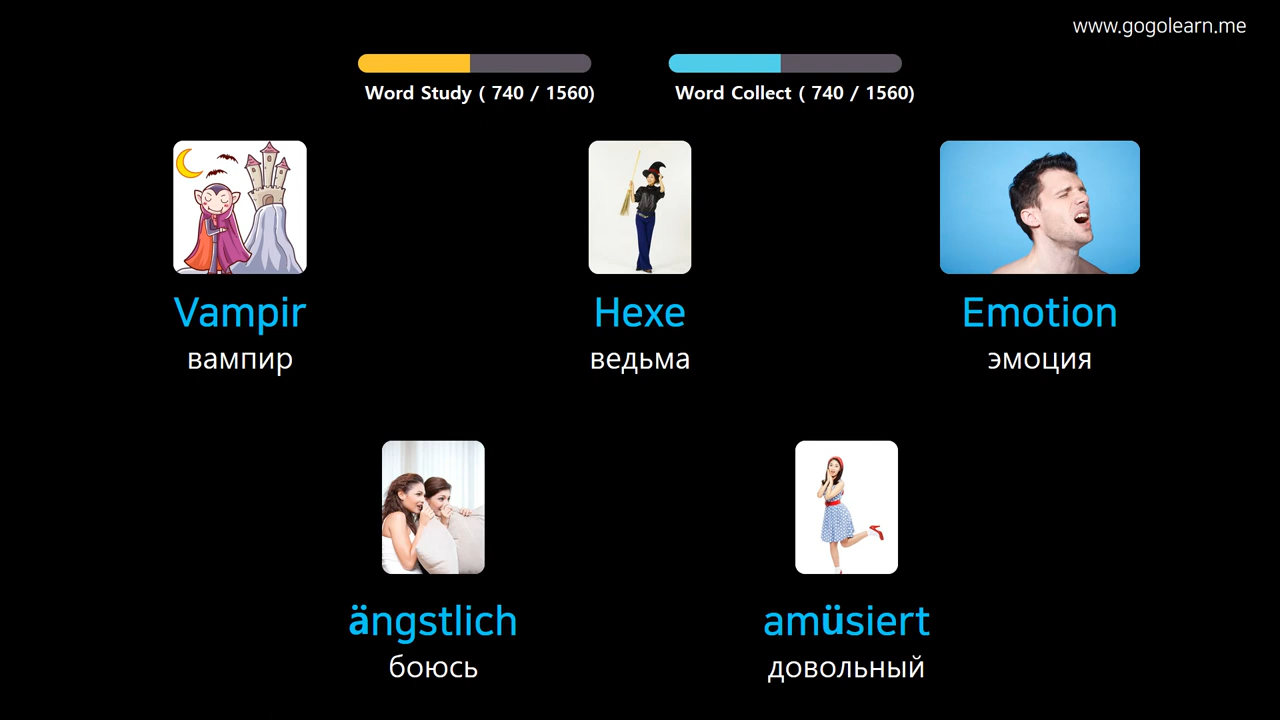 www.gogolearn.me
Word Study ( 740 / 1560)
Word Collect ( 740 / 1560)
Vampir
вампир
Hexe
ведьма
Emotion
эмоция
ängstlich
боюсь
amüsiert
довольный